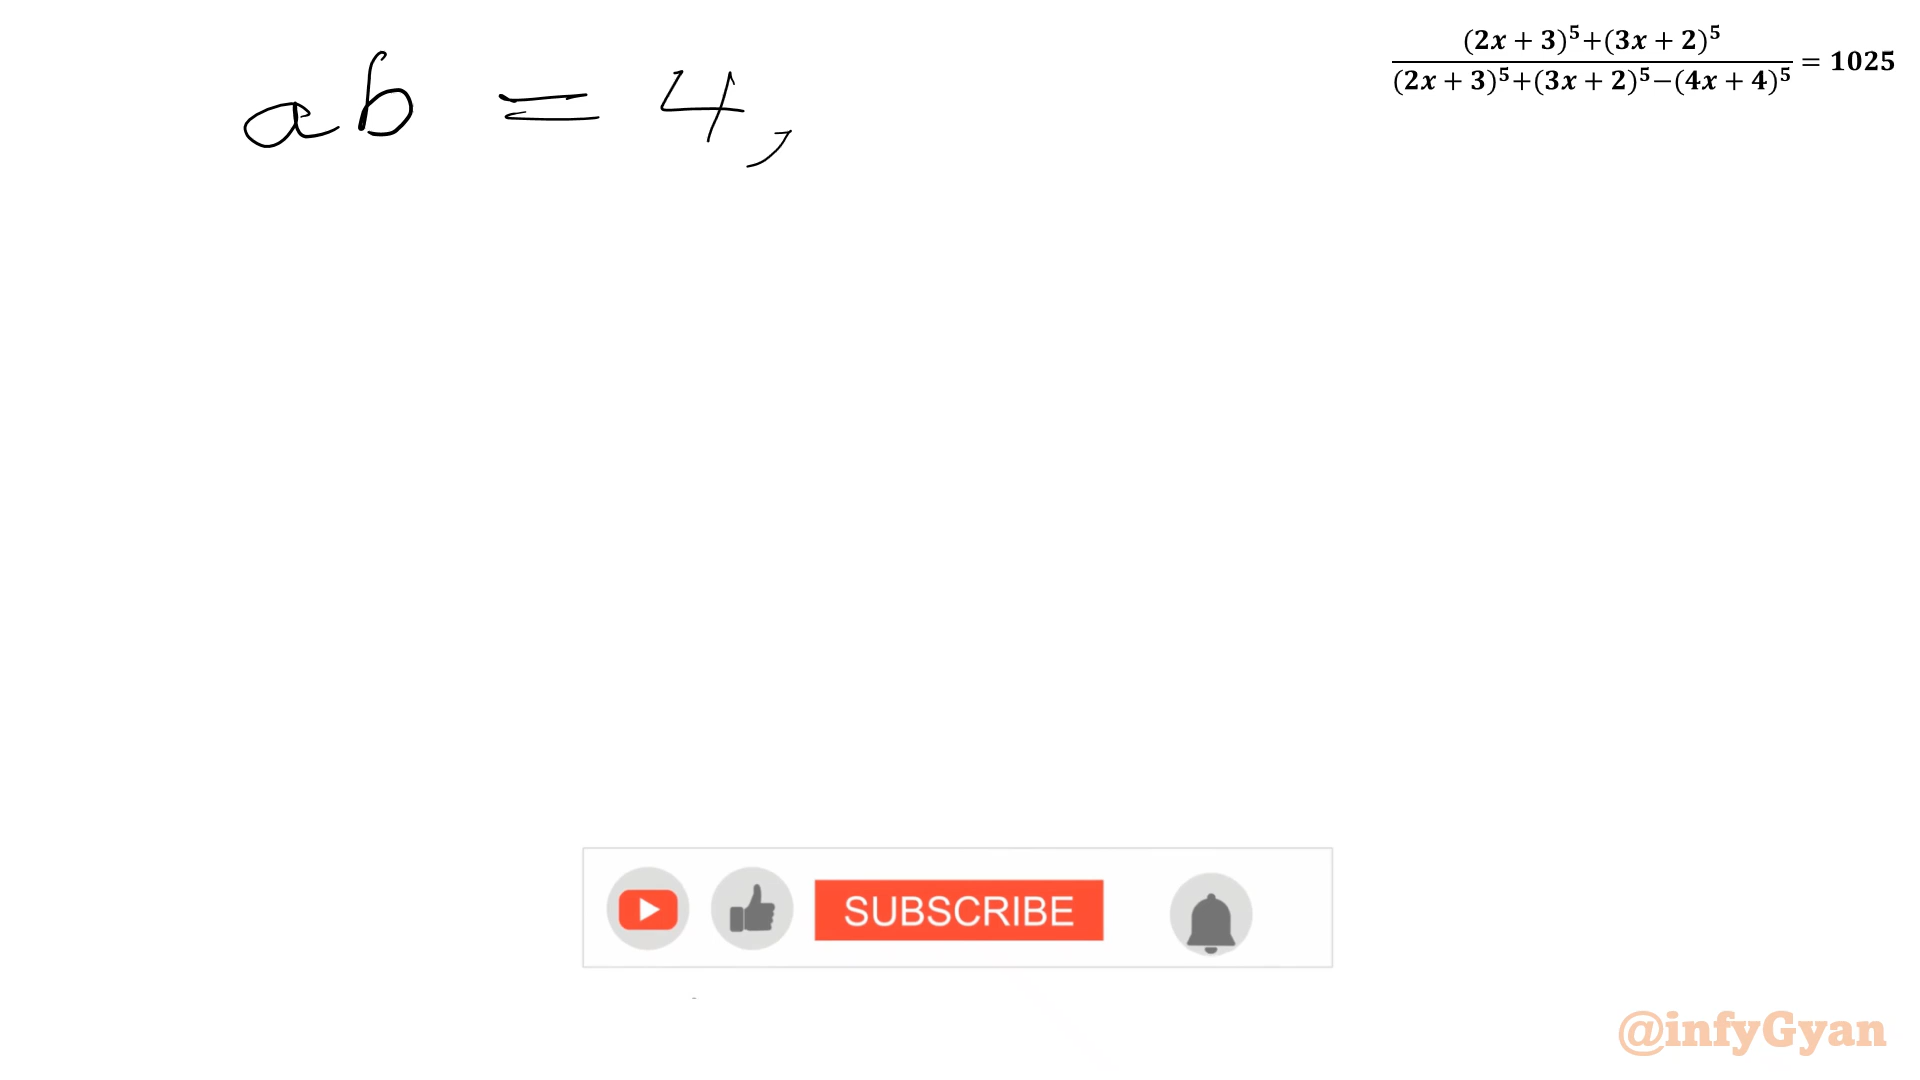 ab = 4,
(2x + 3)⁵+(3x + 2)⁵
(2x + 3)⁵+(3x + 2)⁵−(4x + 4)⁵ = 1025
SUBSCRIBE
@infyGyan